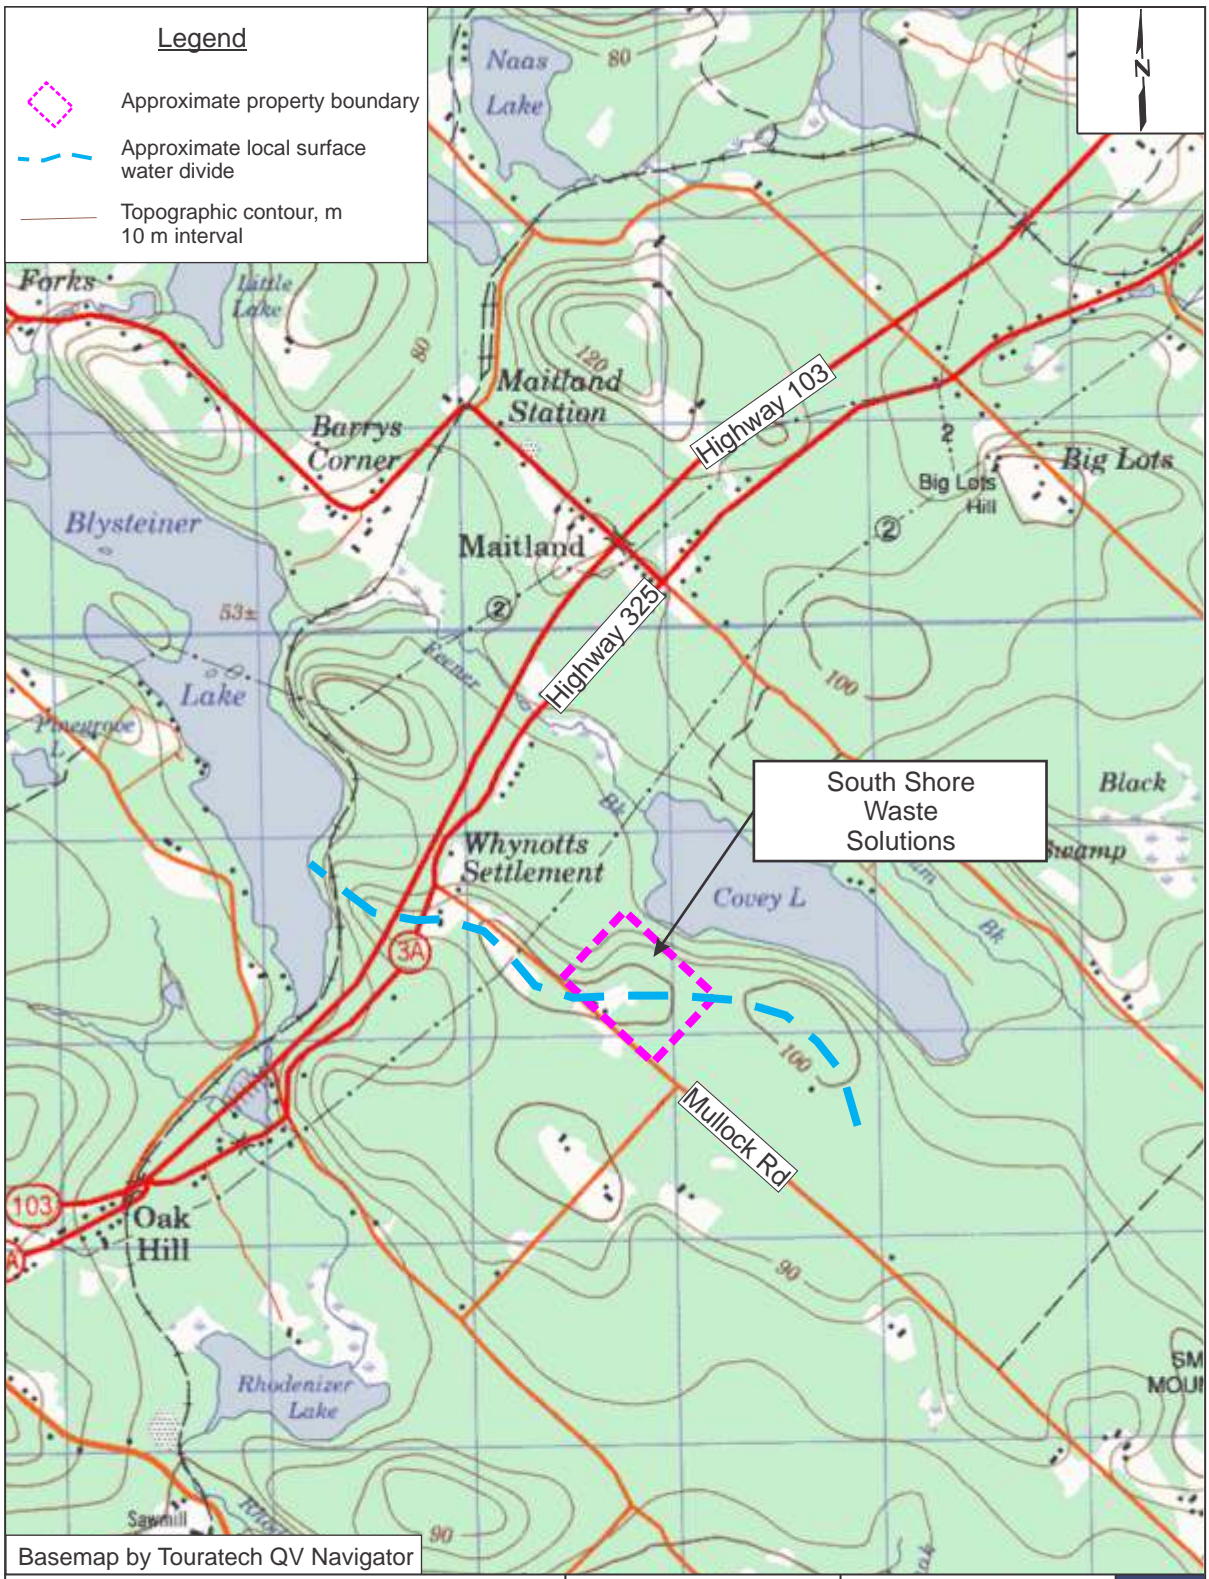 Legend
Approximate property boundary
Approximate local surface
water divide
Topographic contour, m
10 m interval
N
Naas
Lake
80
Forks
Little
Lake
80
120
Maitland
Station
Highway 103
Barrys
Corner
2
Big Lots
Big Lots
Hill
Blysteiner
Maitland
2
2
53±
Highway 325
Keener
Lake
100
Pinegrove
L
South Shore
Waste
Solutions
Black
Bk
Whynotts
Settlement
Swamp
Covey L
Bk
3A
100
Mullock Rd
103
Oak
Hill
90
SM
MOUN
Rhodenizer
Lake
Sawmill
90
Basemap by Touratech QV Navigator